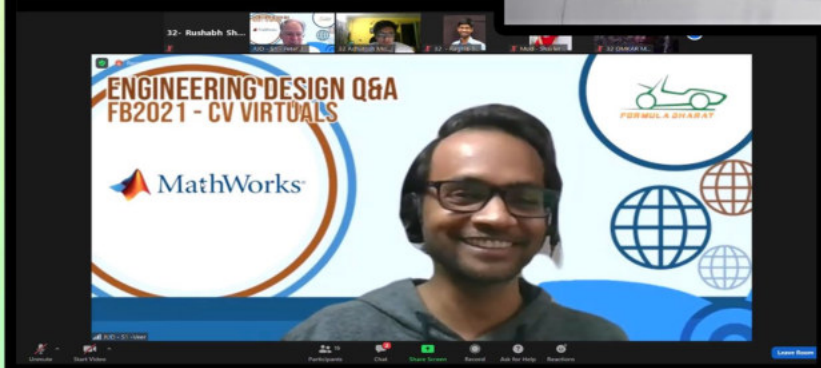 32- Rushabh Sh...
ENGINEERING DESIGN Q&A
FB2021 - CV VIRTUALS
MathWorks
FORMULA BHARAT
Unmute
Start Video
Participants
Chat
Share Screen
Record
Ask for Help
Reactions
Leave Room